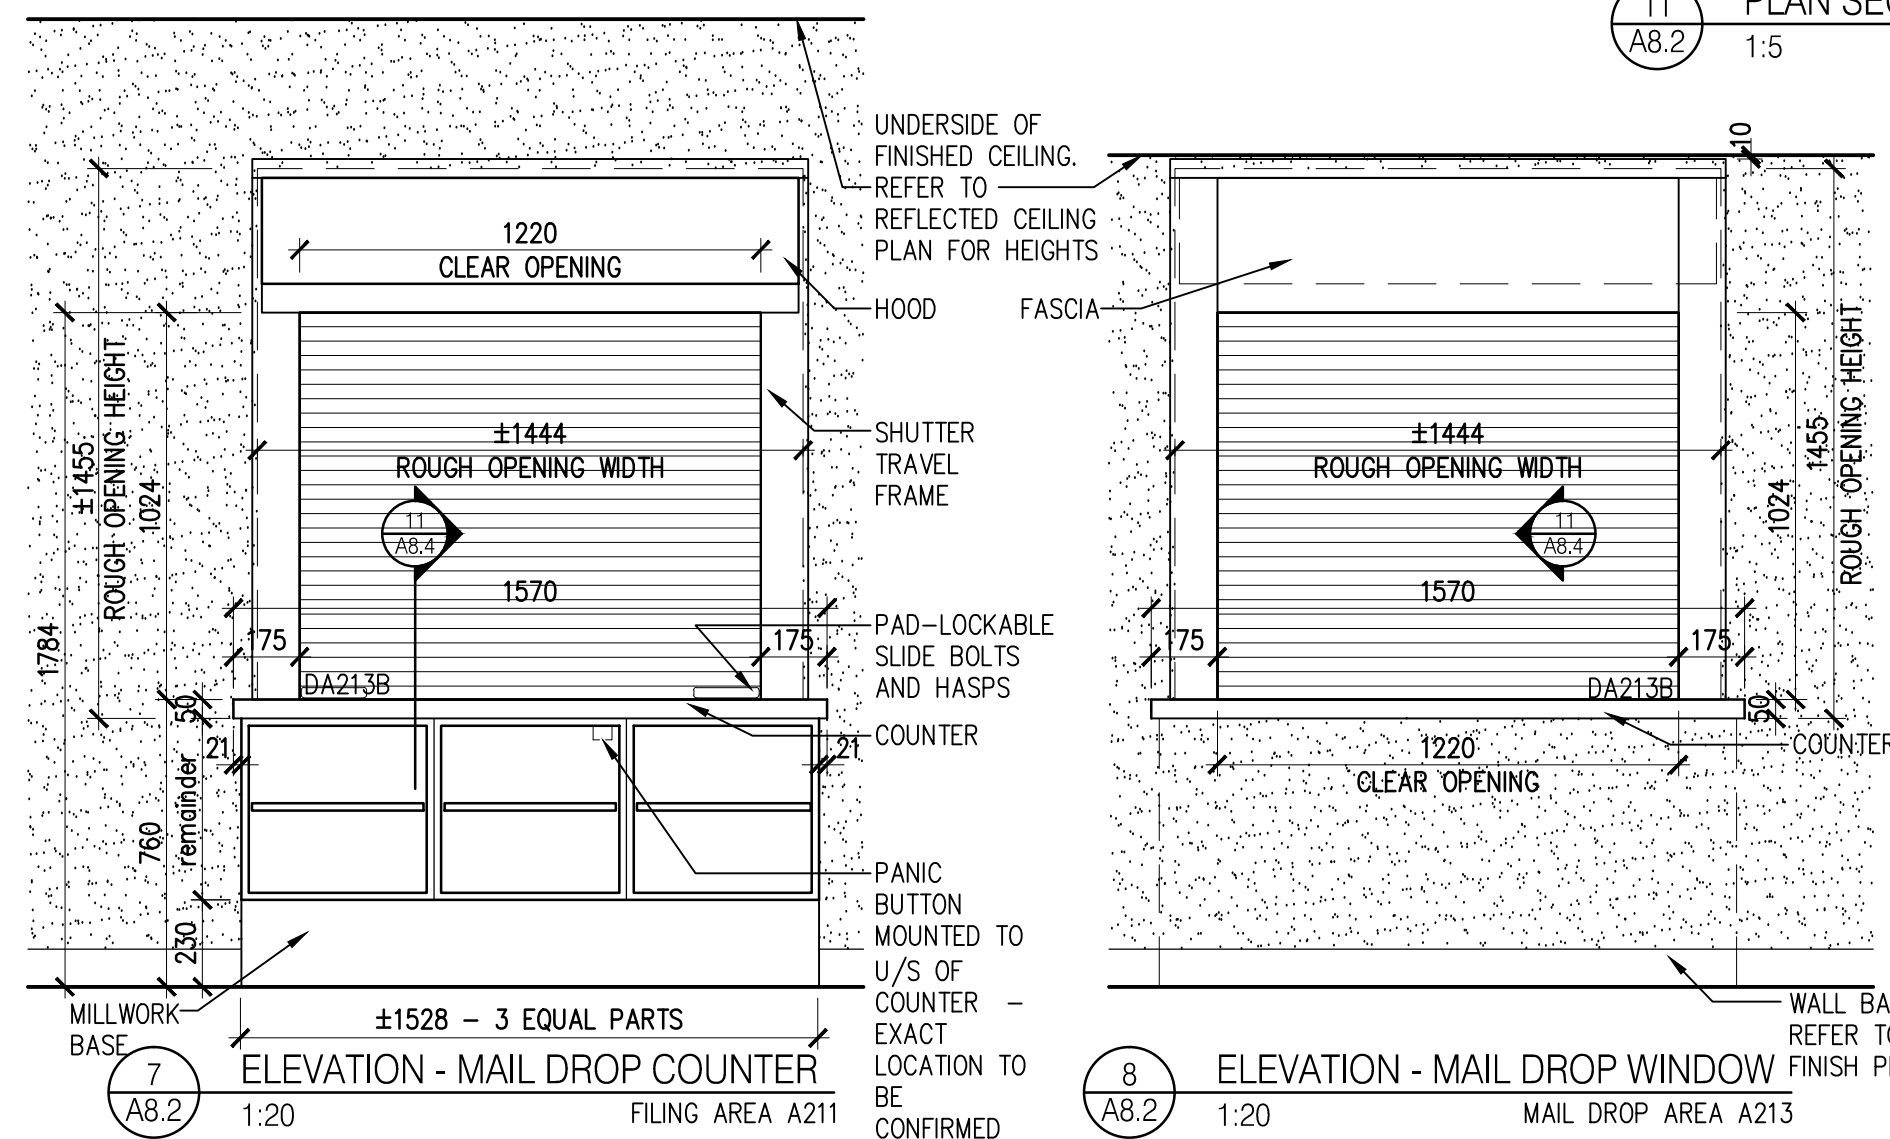 11
A8.2
PLAN SE
1:5
UNDERSIDE OF
FINISHED CEILING.
REFER TO
REFLECTED CEILING
PLAN FOR HEIGHTS
HOOD
SHUTTER
TRAVEL
FRAME
PAD-LOCKABLE
SLIDE BOLTS
AND HASPS
COUNTER
PANIC
BUTTON
MOUNTED TO
U/S OF
COUNTER -
EXACT
LOCATION TO
BE
CONFIRMED
1220
CLEAR OPENING
±1444
ROUGH OPENING WIDTH
11
A8.4
1570
175
175
DA213B
21
21
±1455
ROUGH OPENING HEIGHT
1024
1784
50
remainder
760
230
MILLWORK
BASE
±1528 - 3 EQUAL PARTS
7
A8.2
ELEVATION - MAIL DROP COUNTER
1:20
FILING AREA A211
FASCIA
10
±1444
ROUGH OPENING WIDTH
11
A8.4
1570
175
175
DA213B
1455
ROUGH OPENING HEIGHT
1024
50
COUNTER
1220
CLEAR OPENING
WALL BA
REFER TO
FINISH P
8
A8.2
ELEVATION - MAIL DROP WINDOW
1:20
MAIL DROP AREA A213